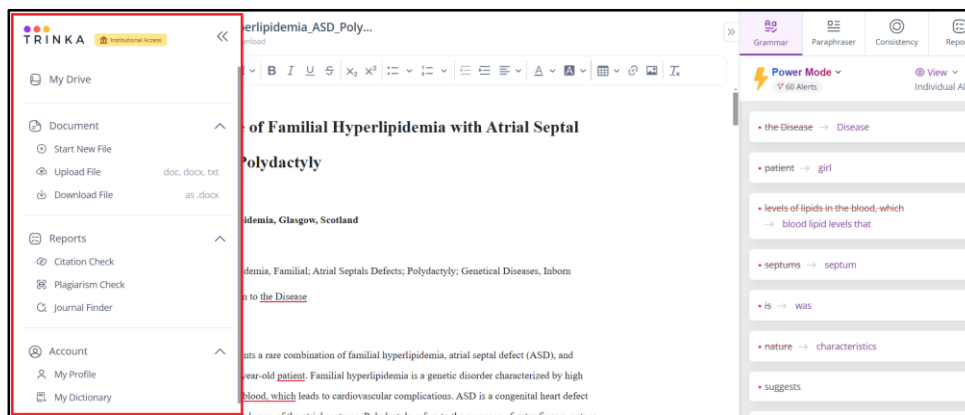 TRINKA
Institutional Access
My Drive
Document
Start New File
Upload File doc, docx, txt
Download File as .docx
Reports
Citation Check
Plagiarism Check
Journal Finder
Account
My Profile
My Dictionary
erlipidemia_ASD_Poly...
nload
B I U S X₂ X² A A Tx
e of Familial Hyperlipidemia with Atrial Septal
Polydactyly
idemia, Glasgow, Scotland
demia, Familial; Atrial Septals Defects; Polydactyly; Genetical Diseases, Inborn
n to the Disease
nts a rare combination of familial hyperlipidemia, atrial septal defect (ASD), and
year-old patient. Familial hyperlipidemia is a genetic disorder characterized by high
blood, which leads to cardiovascular complications. ASD is a congenital heart defect
Grammar Paraphraser Consistency Repor
Power Mode View
60 Alerts Individual Al
the Disease → Disease
patient → girl
levels of lipids in the blood, which
→ blood lipid levels that
septums → septum
is → was
nature → characteristics
suggests